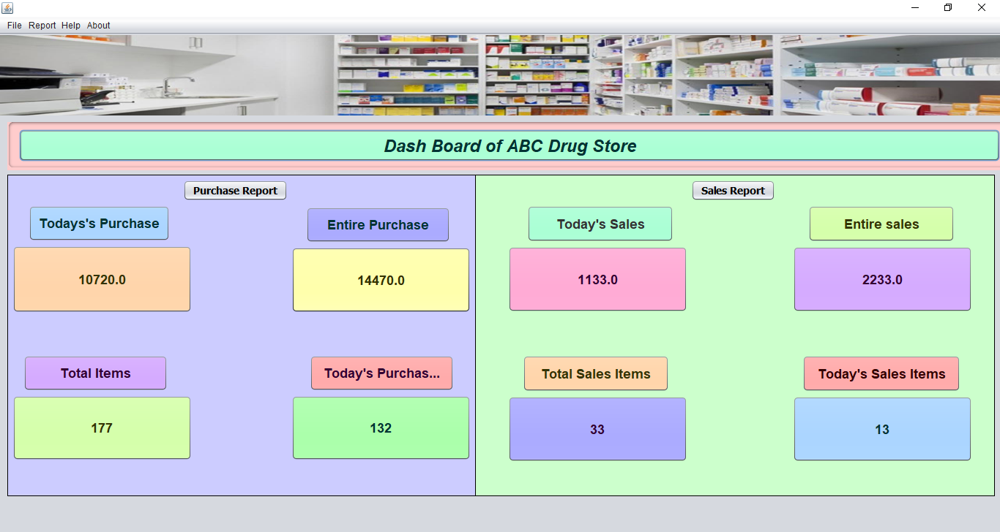 File Report Help About
Dash Board of ABC Drug Store
Purchase Report
Sales Report
Todays's Purchase
Entire Purchase
Today's Sales
Entire sales
10720.0
14470.0
1133.0
2233.0
Total Items
Today's Purchas...
Total Sales Items
Today's Sales Items
177
132
33
13